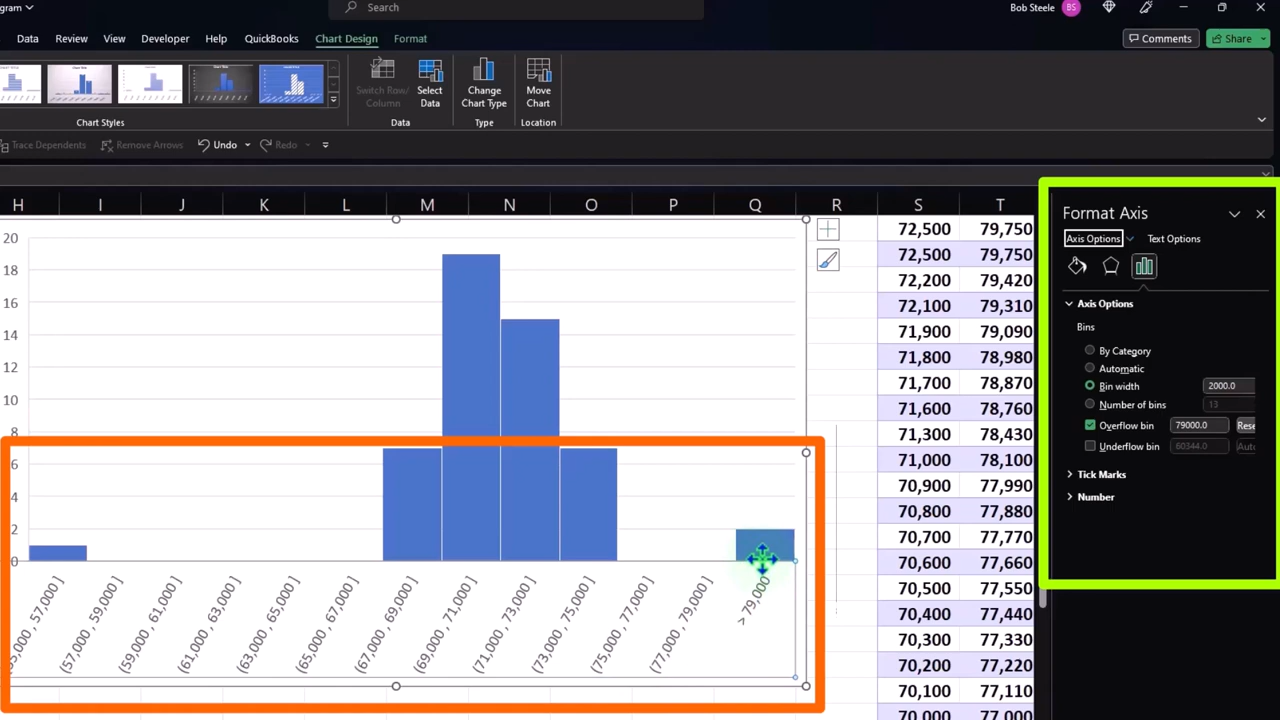 gram
Search
Bob Steele
BS
Data Review View Developer Help QuickBooks Chart Design Format
Comments
Share
Switch Row/
Column
Select
Data
Change
Chart Type
Move
Chart
Chart Styles
Data
Type
Location
Trace Dependents
Remove Arrows
Undo
Redo
H I J K L M N O P Q R S T
20
18
16
14
12
10
8
6
4
2
0
55,000 , 57,000 ]
(57,000 , 59,000 ]
(59,000 , 61,000 ]
(61,000 , 63,000 ]
(63,000 , 65,000 ]
(65,000 , 67,000 ]
(67,000 , 69,000 ]
(69,000 , 71,000 ]
(71,000 , 73,000 ]
(73,000 , 75,000 ]
(75,000 , 77,000 ]
(77,000 , 79,000 ]
> 79,000
72,500 79,750
72,500 79,750
72,200 79,420
72,100 79,310
71,900 79,090
71,800 78,980
71,700 78,870
71,600 78,760
71,300 78,430
71,000 78,100
70,900 77,990
70,800 77,880
70,700 77,770
70,600 77,660
70,500 77,550
70,400 77,440
70,300 77,330
70,200 77,220
70,100 77,110
70,000 77,000
Format Axis
Axis Options
Text Options
Axis Options
Bins
By Category
Automatic
Bin width 2000.0
Number of bins 13
Overflow bin 79000.0 Rese
Underflow bin 60344.0 Auto
Tick Marks
Number